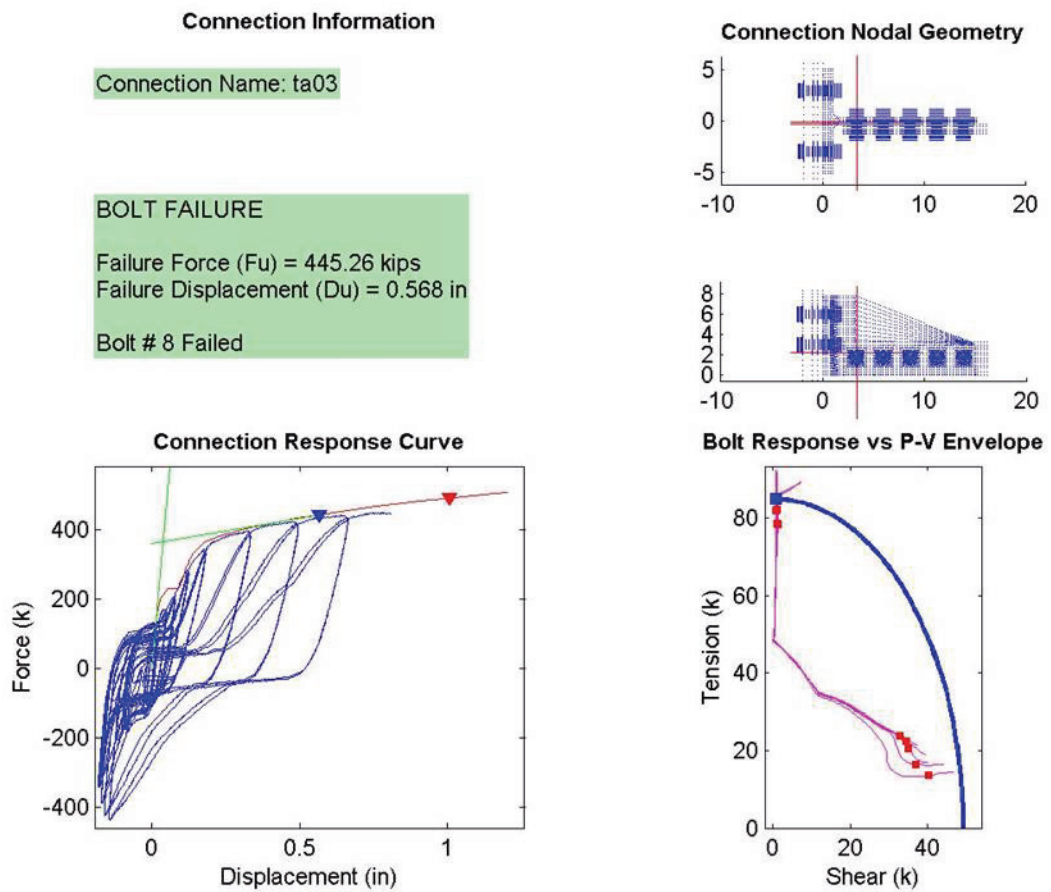 Connection Information
Connection Name: ta03
BOLT FAILURE
Failure Force (Fu) = 445.26 kips
Failure Displacement (Du) = 0.568 in
Bolt # 8 Failed
Connection Nodal Geometry
5
0
-5
-10 0 10 20
8
6
4
2
0
-10 0 10 20
Connection Response Curve
Force (k)
400
200
0
-200
-400
0 0.5 1
Displacement (in)
Bolt Response vs P-V Envelope
Tension (k)
80
60
40
20
0
0 20 40
Shear (k)